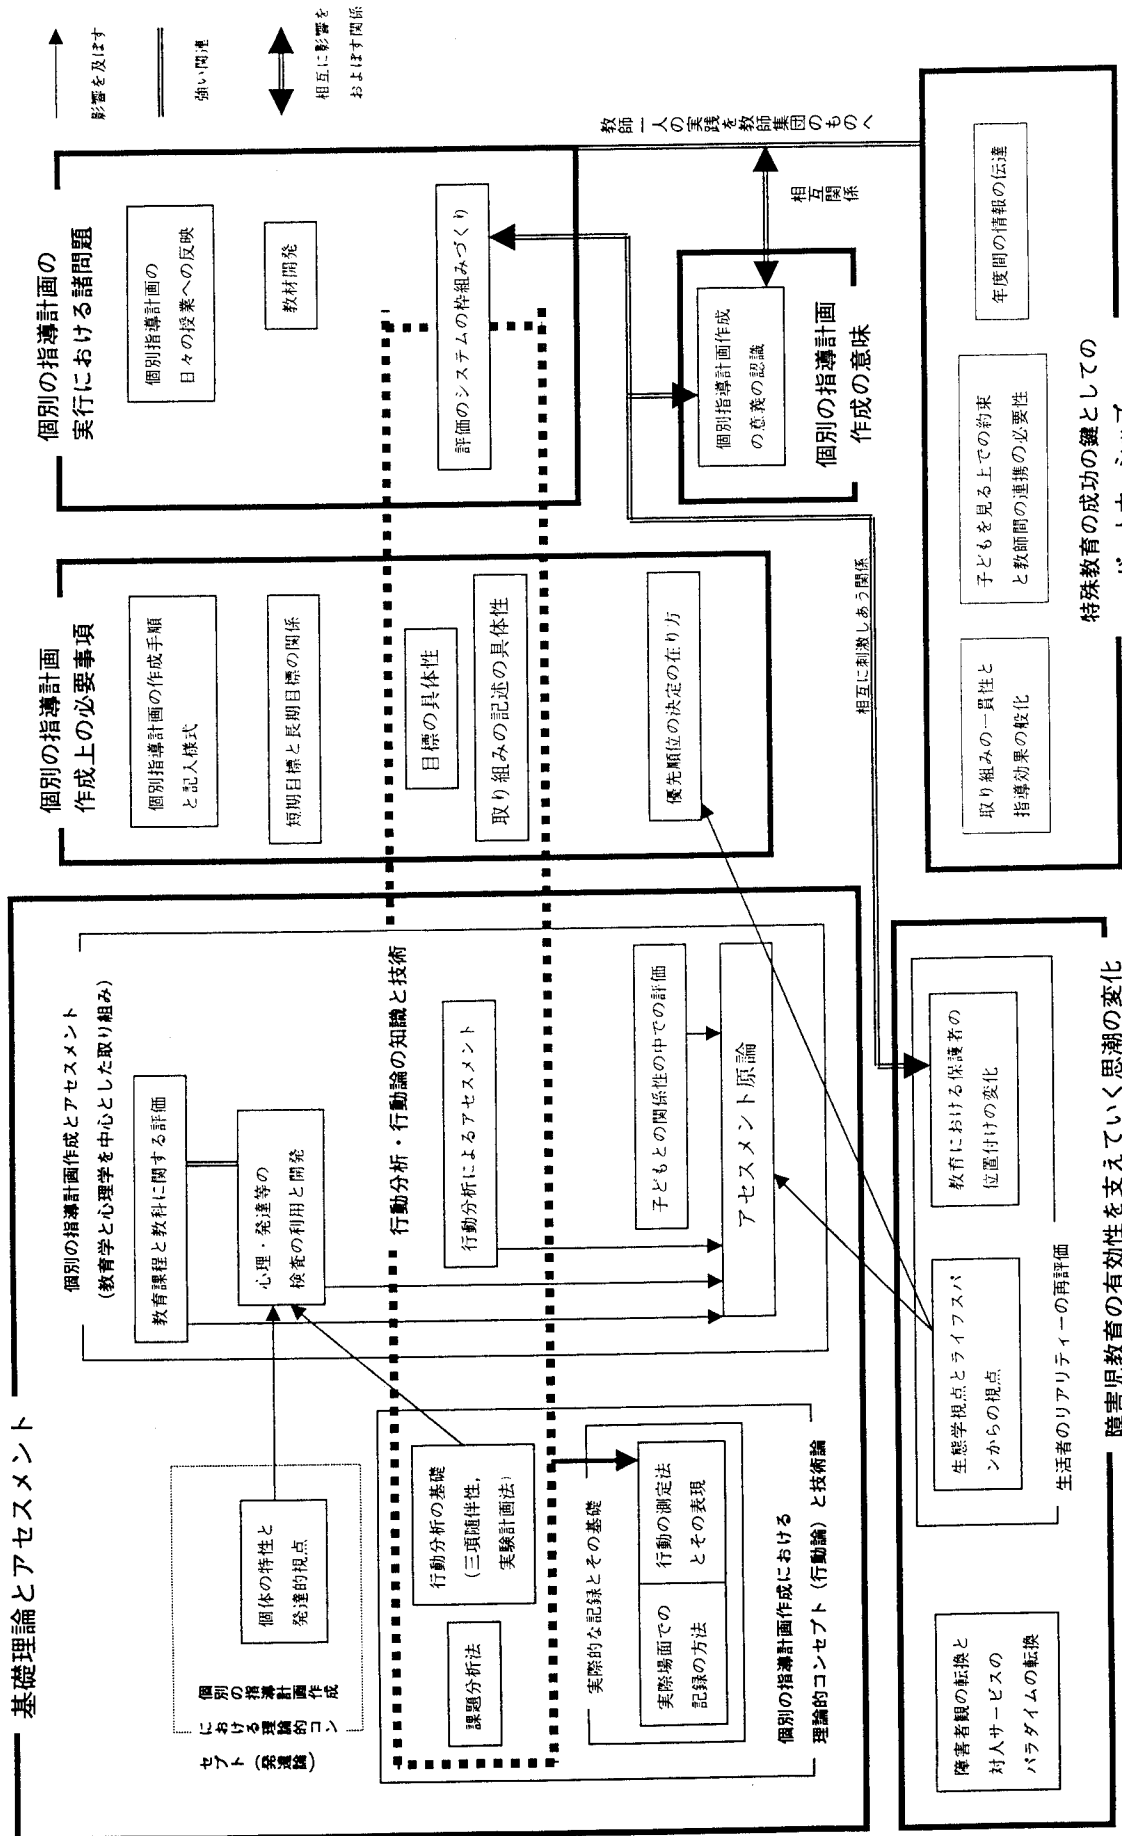 基礎理論とアセスメント
個別の指導計画作成とアセスメント
(教育学と心理学を中心とした取り組み)
教育課程と教科に関する評価
心理・発達等の
検査の利用と開発
行動分析・行動論の知識と技術
行動分析によるアセスメント
子どもとの関係性の中での評価
アセスメント原論
個体の特性と
発達的視点
個別の指導計画作成
における理論的コン
セプト(発達論)
行動分析の基礎
(三項随伴性,
実験計画法)
課題分析法
実際的な記録とその基礎
行動の測定法
とその表現
実際場面での
記録の方法
個別の指導計画作成における
理論的コンセプト(行動論)と技術論
個別の指導計画
作成上の必要事項
個別指導計画の作成手順
と記入様式
短期目標と長期目標の関係
目標の具体性
取り組みの記述の具体性
優先順位の決定の在り方
個別の指導計画の
実行における諸問題
個別指導計画の
日々の授業への反映
教材開発
評価のシステムの枠組みづくり
個別指導計画作成
の意義の認識
個別の指導計画
作成の意味
相互
関係
教師一人の実践を教師集団のものへ
相互に刺激しあう関係
影響を及ぼす
強い関連
相互に影響を
およぼす関係
障害者観の転換と
対人サービスの
パラダイムの転換
生態学視点とライフスパ
ンからの視点
教育における保護者の
位置付けの変化
生活者のリアリティーの再評価
障害児教育の有効性を支えていく思潮の変化
取り組みの一貫性と
指導効果の般化
子どもを見る上での約束
と教師間の連携の必要性
年度間の情報の伝達
特殊教育の成功の鍵としての